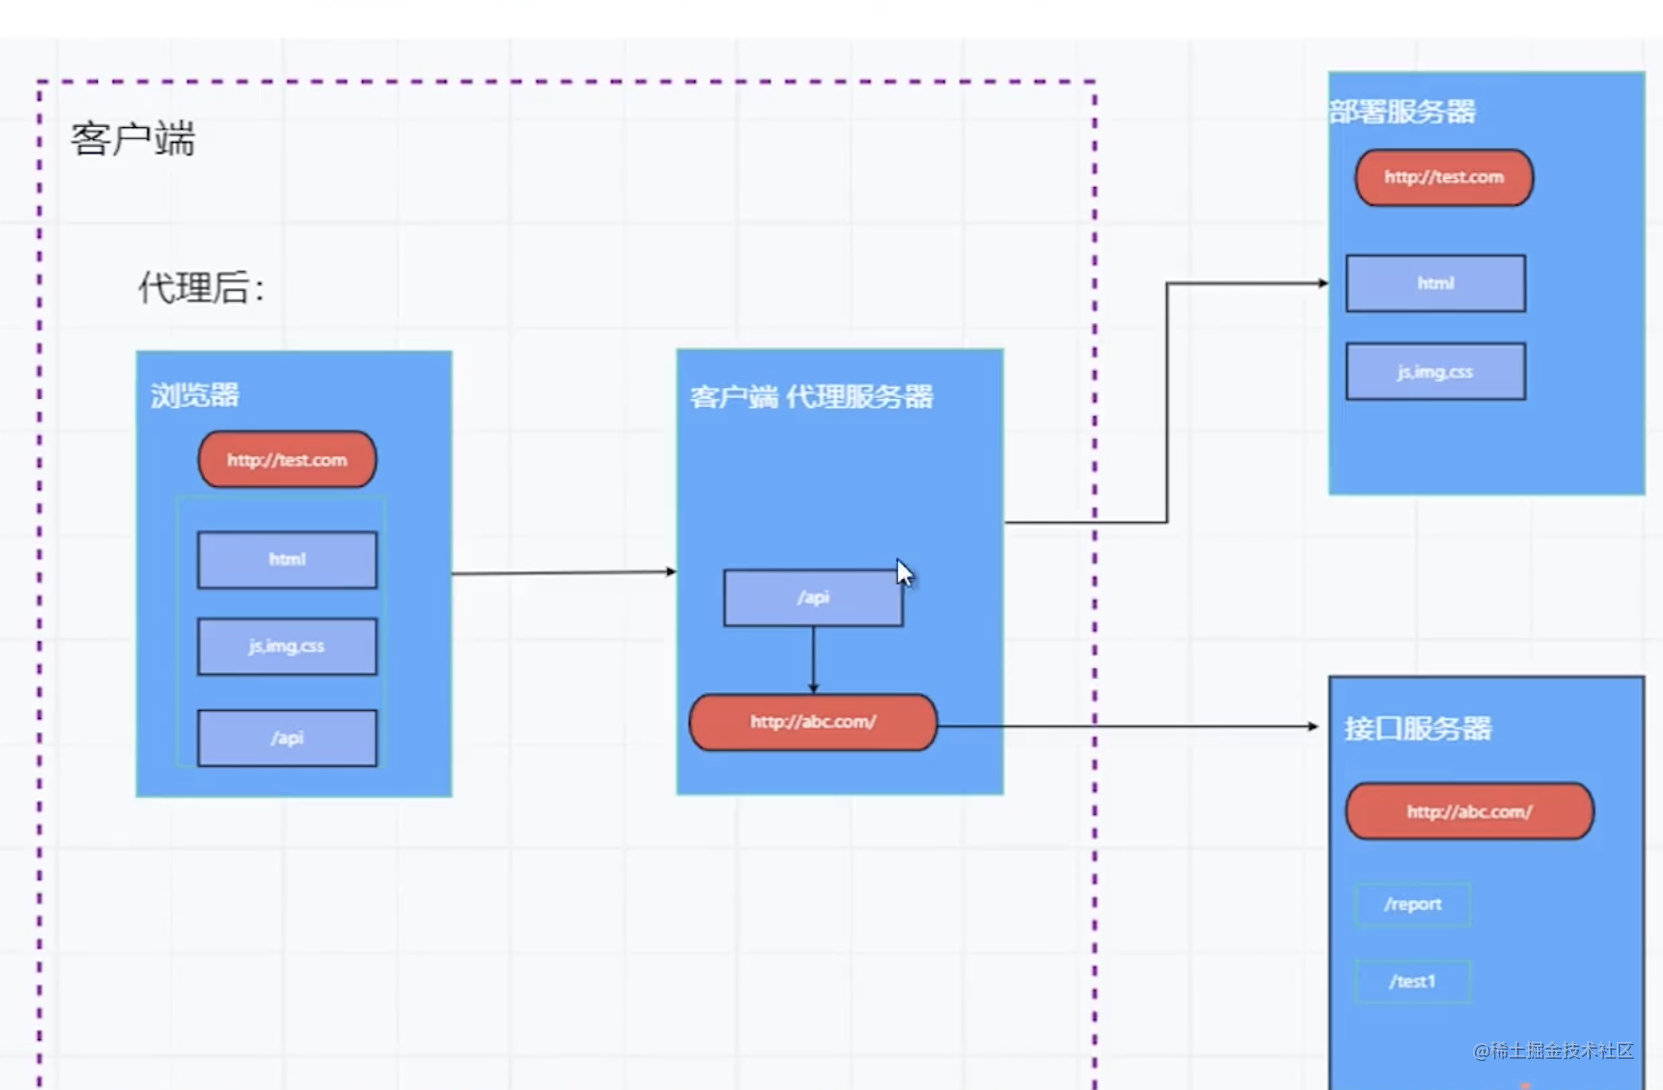 客户端
代理后：
浏览器
http://test.com
html
js,img,css
/api
客户端 代理服务器
/api
http://abc.com/
部署服务器
http://test.com
html
js,img,css
接口服务器
http://abc.com/
/report
/test1
@稀土掘金技术社区